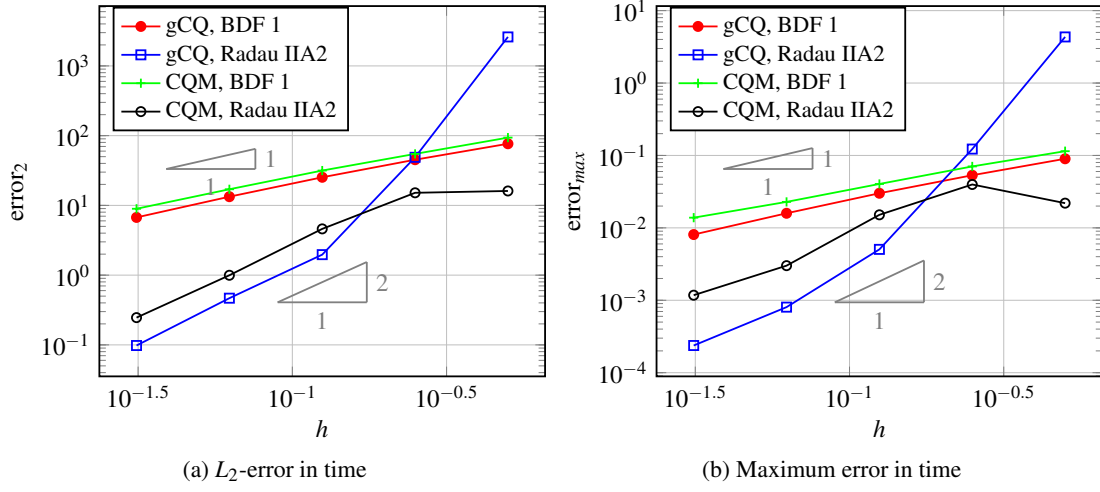 gCQ, BDF 1
gCQ, Radau IIA2
CQM, BDF 1
CQM, Radau IIA2
10^3
10^2
10^1
10^0
10^−1
error_2
1
1
2
1
10^−1.5
10^−1
10^−0.5
h
(a) L_2-error in time
gCQ, BDF 1
gCQ, Radau IIA2
CQM, BDF 1
CQM, Radau IIA2
10^1
10^0
10^−1
10^−2
10^−3
10^−4
error_max
1
1
2
1
10^−1.5
10^−1
10^−0.5
h
(b) Maximum error in time